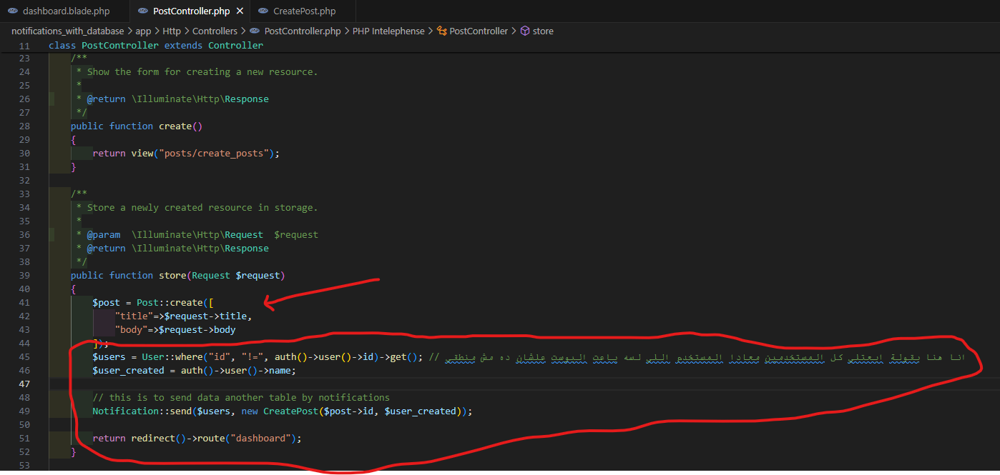 dashboard.blade.php PostController.php CreatePost.php
notifications_with_database > app > Http > Controllers > PostController.php > PHP Intelephense > PostController > store
11 class PostController extends Controller
23 /**
24 * Show the form for creating a new resource.
25 *
26 * @return \Illuminate\Http\Response
27 */
28 public function create()
29 {
30 return view("posts/create_posts");
31 }
32
33 /**
34 * Store a newly created resource in storage.
35 *
36 * @param \Illuminate\Http\Request $request
37 * @return \Illuminate\Http\Response
38 */
39 public function store(Request $request)
40 {
41 $post = Post::create([
42 "title"=>$request->title,
43 "body"=>$request->body
44 ]);
45 $users = User::where("id", "!=", auth()->user()->id)->get(); // انا هنا بقولة ابعتلي كل المستخدمين معادا المستخدم اللي لسه باعت البوست علشان ده مش منطقي
46 $user_created = auth()->user()->name;
47
48 // this is to send data another table by notifications
49 Notification::send($users, new CreatePost($post->id, $user_created));
50
51 return redirect()->route("dashboard");
52 }
53